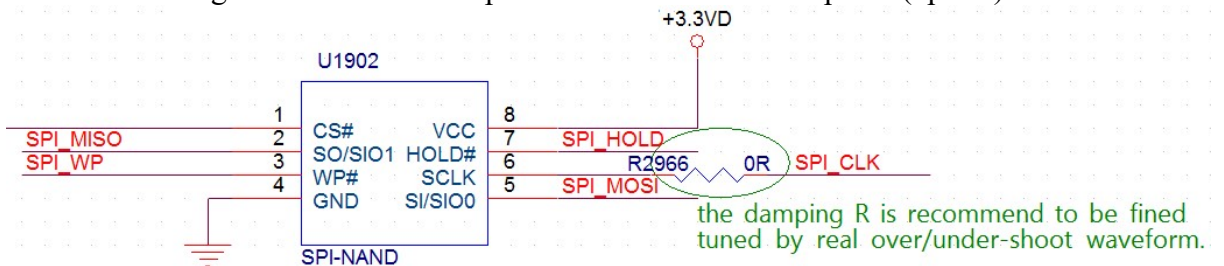 +3.3VD
U1902
1 CS# VCC 8
SPI_MISO 2 SO/SIO1 HOLD# 7 SPI_HOLD
SPI_WP 3 WP# SCLK 6 R2966 0R SPI_CLK
4 GND SI/SIO0 5 SPI_MOSI
SPI-NAND
the damping R is recommend to be fined
tuned by real over/under-shoot waveform.